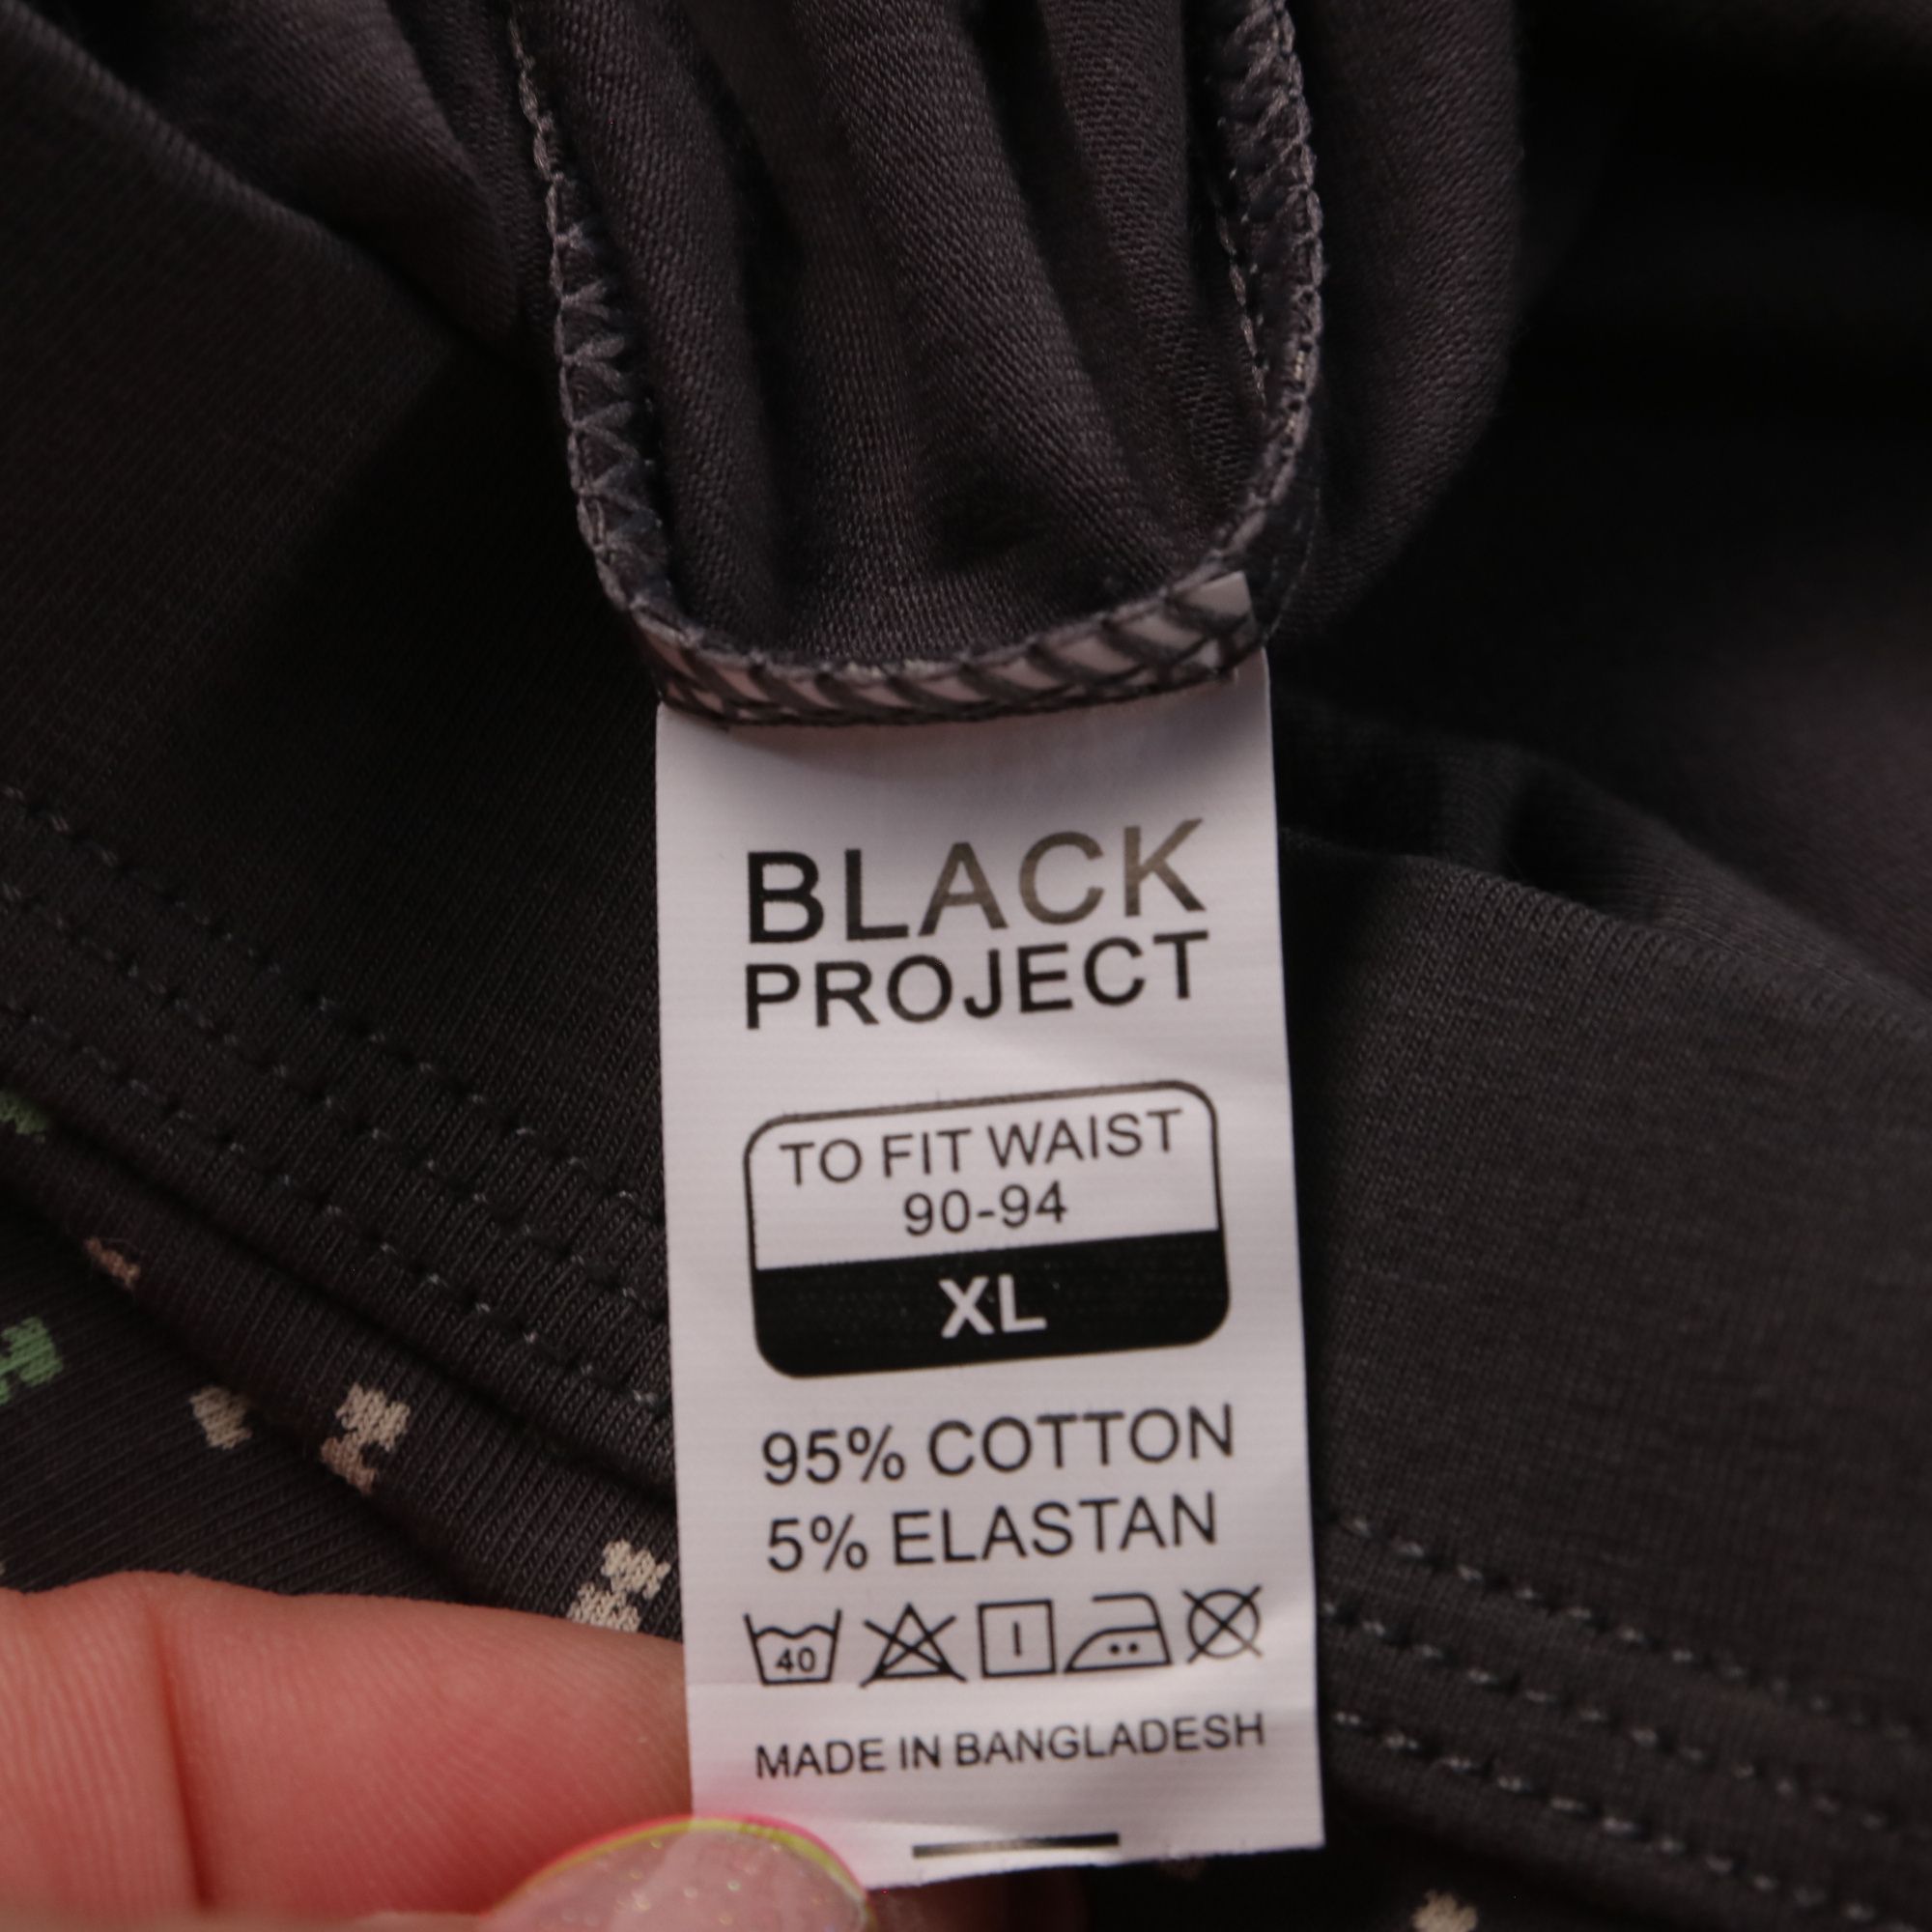 BLACK
PROJECT
TO FIT WAIST
90-94
XL
95% COTTON
5% ELASTAN
40
MADE IN BANGLADESH